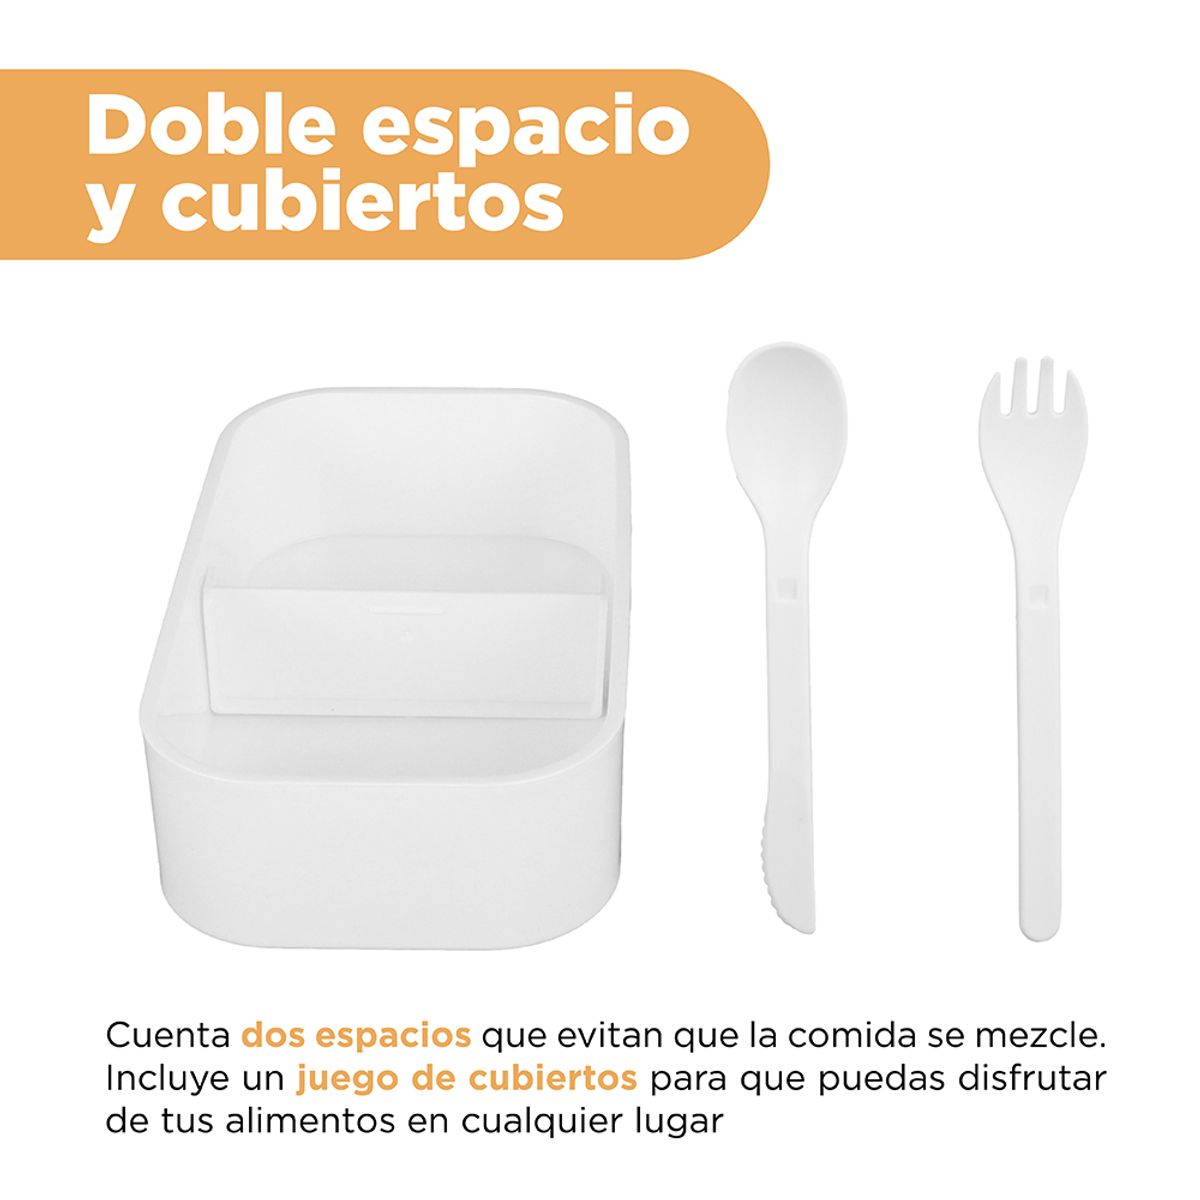 Doble espacio
y cubiertos
Cuenta dos espacios que evitan que la comida se mezcle.
Incluye un juego de cubiertos para que puedas disfrutar
de tus alimentos en cualquier lugar